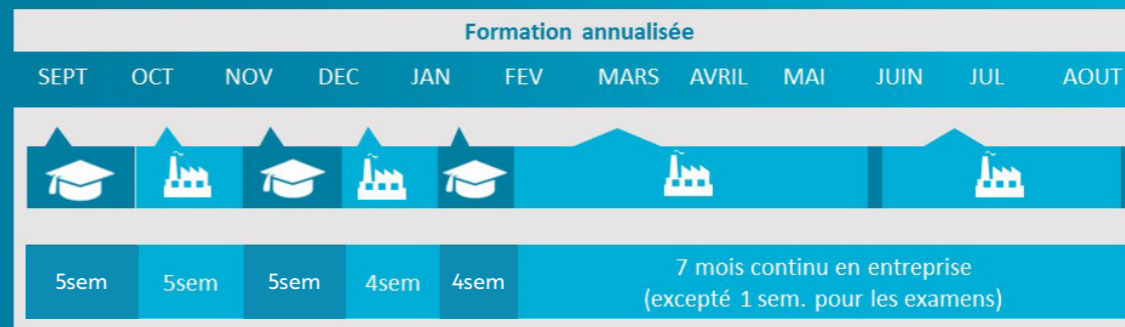 Formation annualisée
SEPT OCT NOV DEC JAN FEV MARS AVRIL MAI JUIN JUL AOUT
5sem 5sem 5sem 4sem 4sem 7 mois continu en entreprise
(excepté 1 sem. pour les examens)